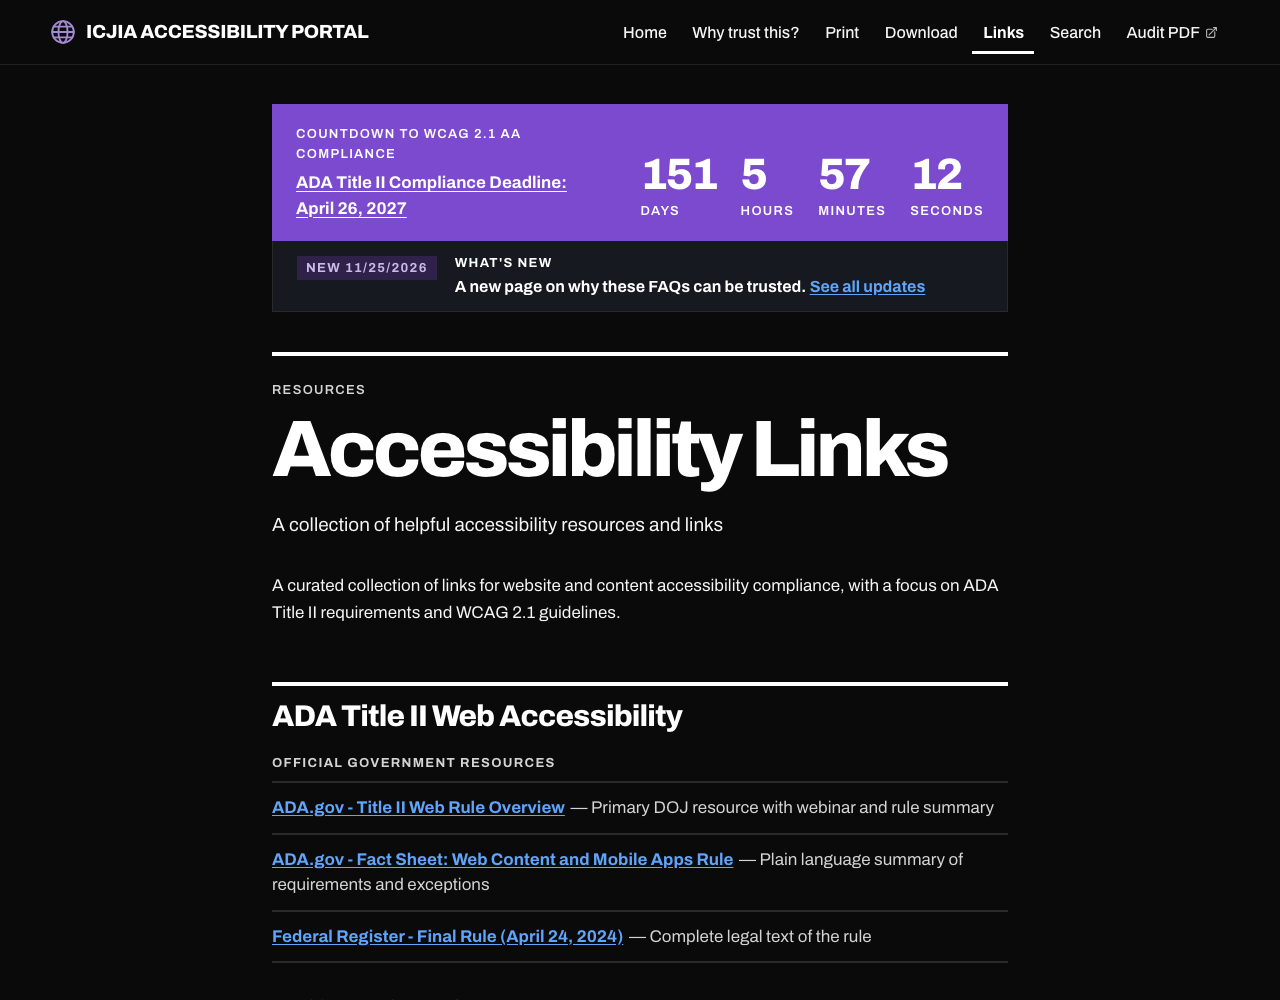 ICJIA ACCESSIBILITY PORTAL
Home
Why trust this?
Print
Download
Links
Search
Audit PDF
COUNTDOWN TO WCAG 2.1 AA
COMPLIANCE
ADA Title II Compliance Deadline:
April 26, 2027
151 5 57 12
DAYS HOURS MINUTES SECONDS
NEW 11/25/2026
WHAT'S NEW
A new page on why these FAQs can be trusted. See all updates
RESOURCES
Accessibility Links
A collection of helpful accessibility resources and links
A curated collection of links for website and content accessibility compliance, with a focus on ADA
Title II requirements and WCAG 2.1 guidelines.
ADA Title II Web Accessibility
OFFICIAL GOVERNMENT RESOURCES
ADA.gov - Title II Web Rule Overview — Primary DOJ resource with webinar and rule summary
ADA.gov - Fact Sheet: Web Content and Mobile Apps Rule — Plain language summary of
requirements and exceptions
Federal Register - Final Rule (April 24, 2024) — Complete legal text of the rule